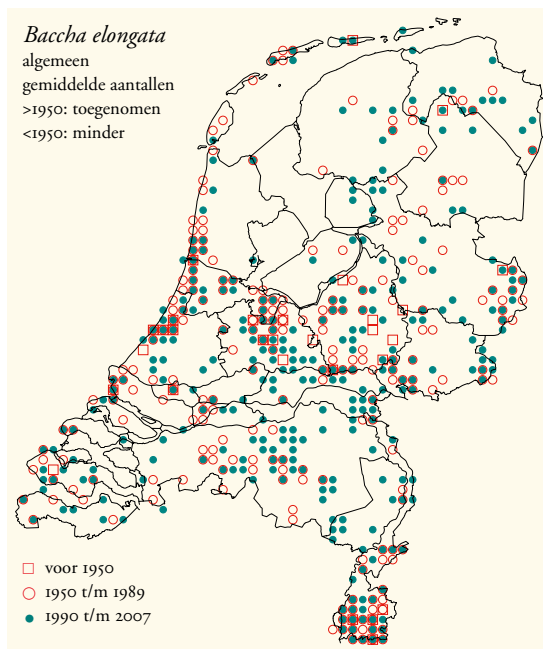 Baccha elongata
algemeen
gemiddelde aantallen
>1950: toegenomen
<1950: minder
voor 1950
1950 t/m 1989
1990 t/m 2007